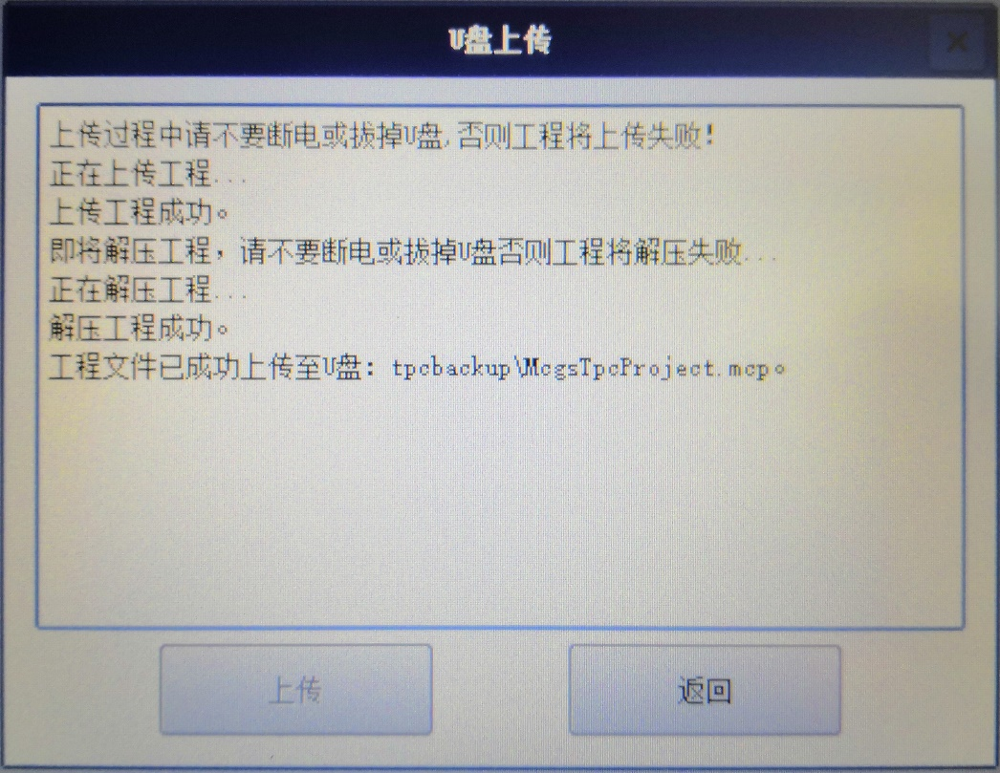 U盘上传
上传过程中请不要断电或拔掉U盘,否则工程将上传失败!
正在上传工程...
上传工程成功。
即将解压工程，请不要断电或拔掉U盘否则工程将解压失败...
正在解压工程...
解压工程成功。
工程文件已成功上传至U盘: tpcbackup\McgsTpcProject.mcp。
上传
返回